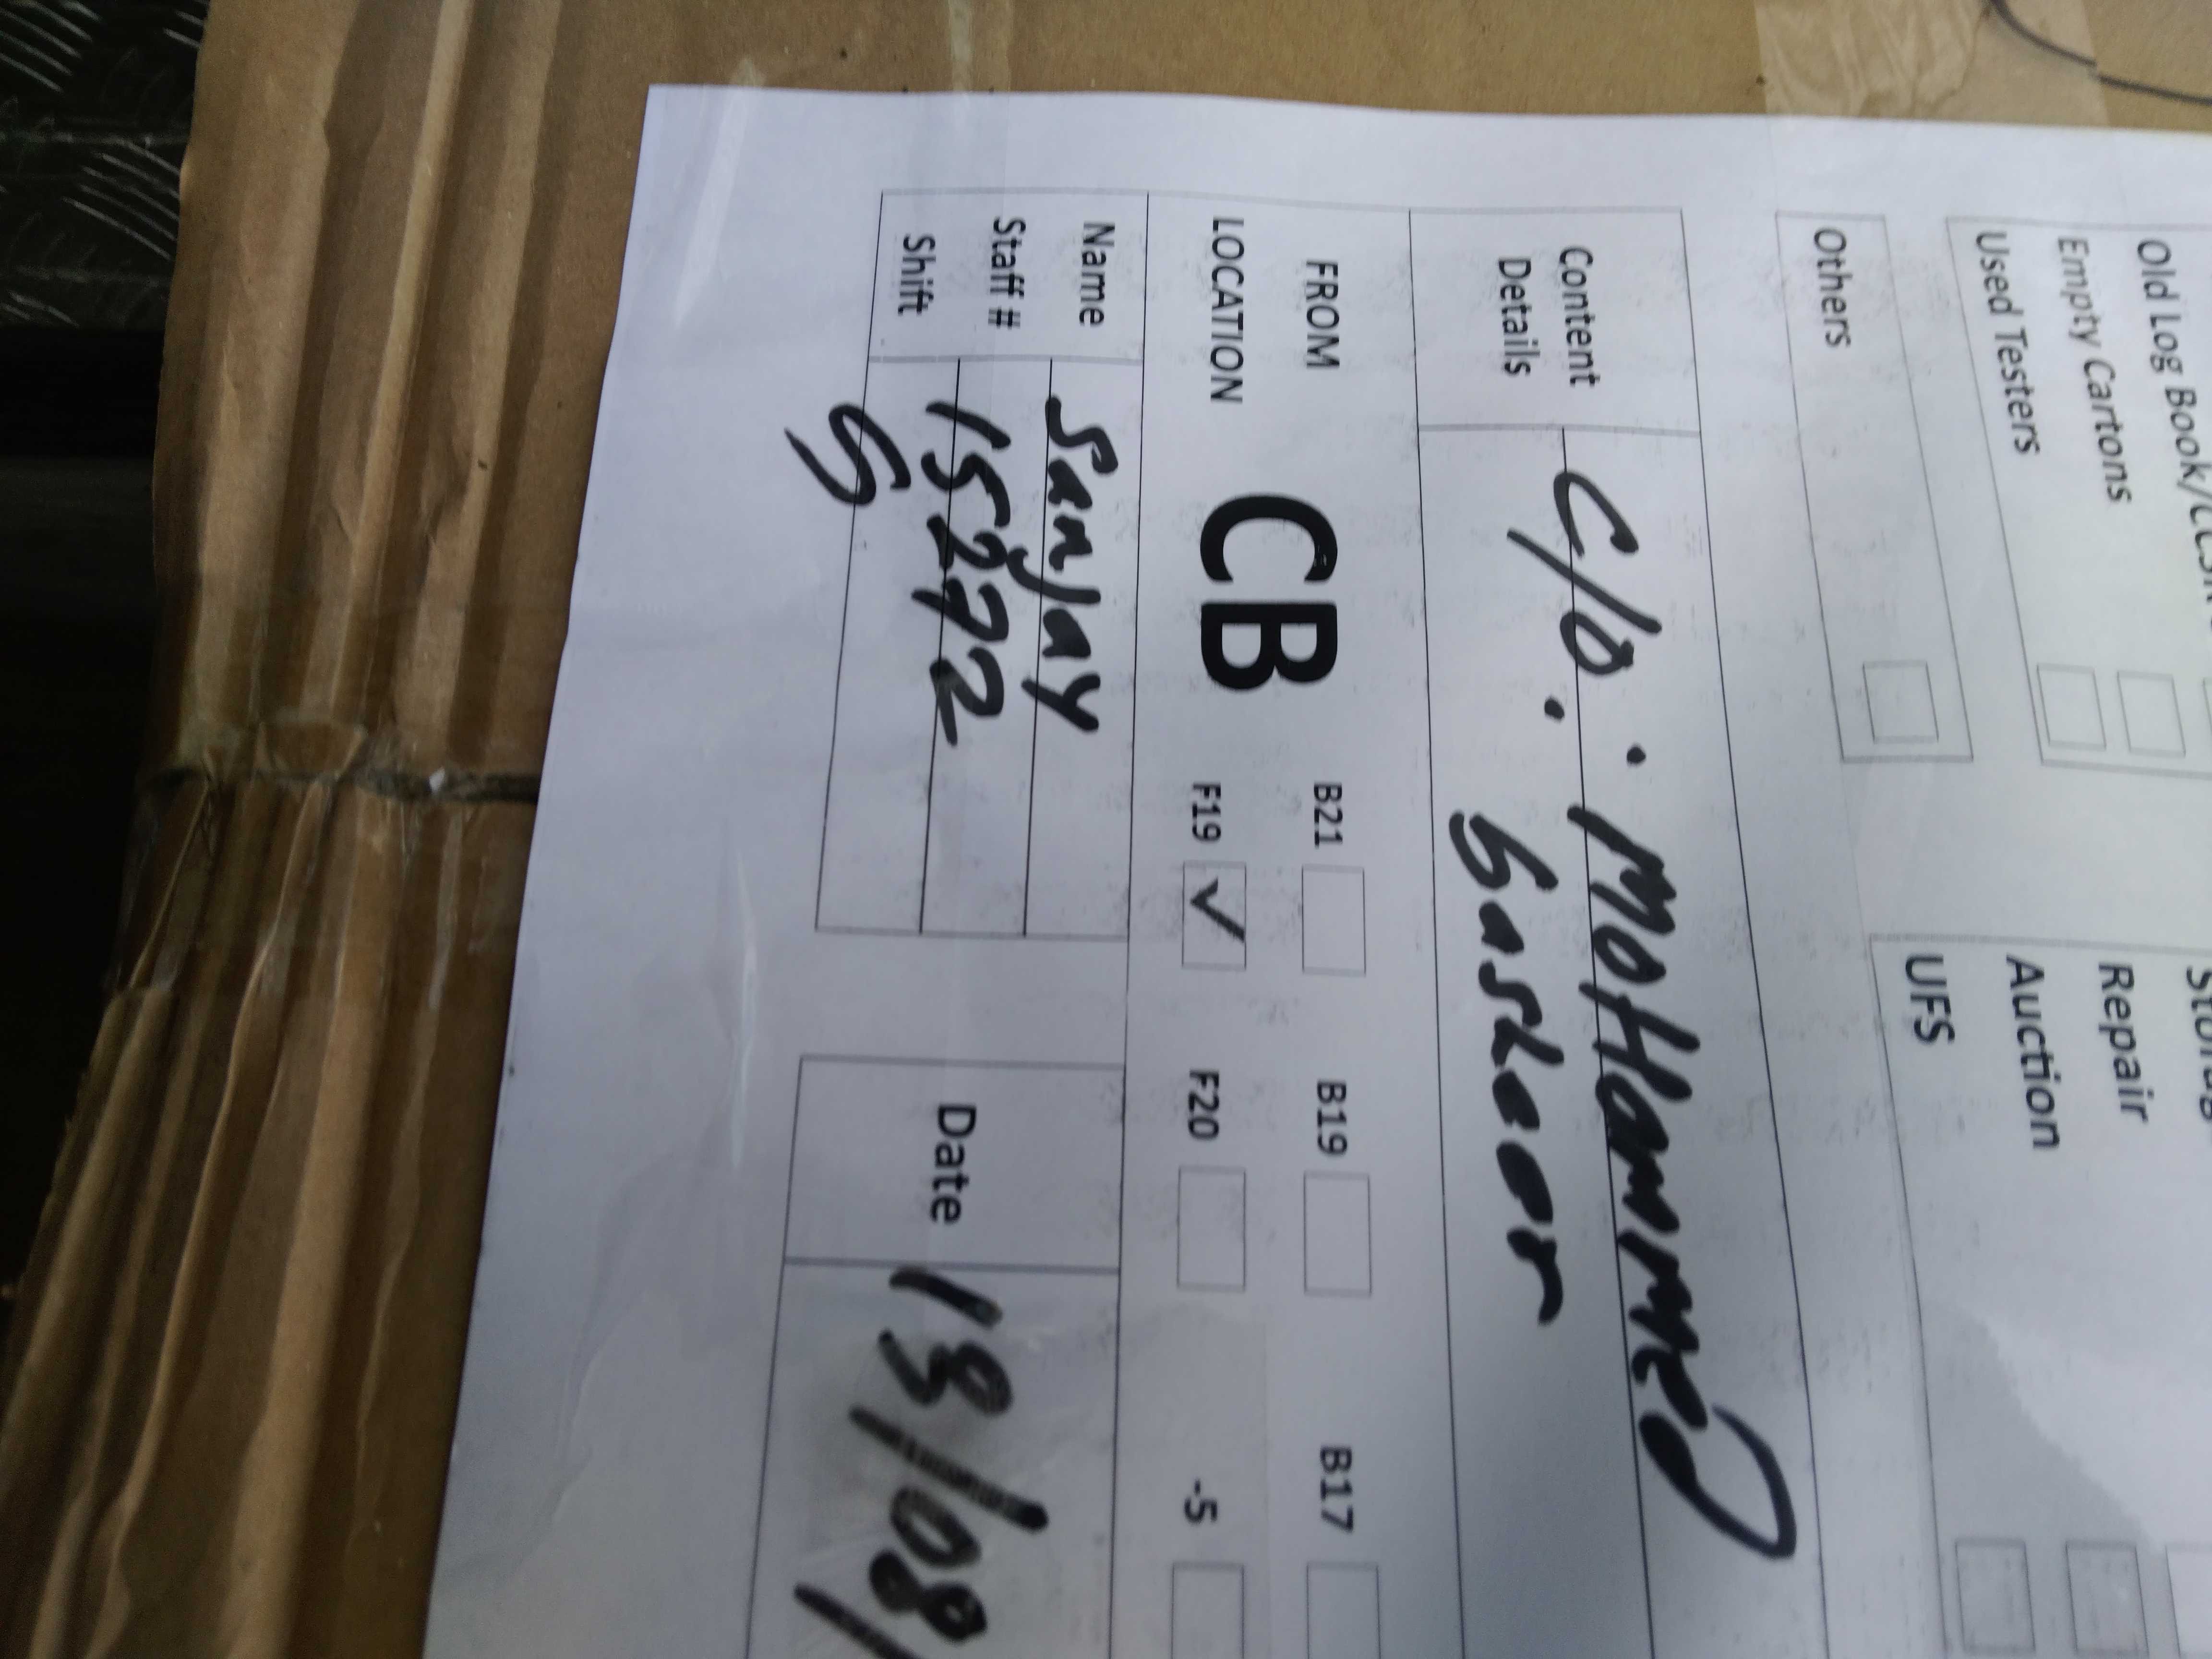 Old Log Book/
Empty Cartons
Used Testers
Others
Repair
Auction
UFS
Content Details
C/o. : MOHammeD
Baskaar
FROM LOCATION
CB
B21 B19 B17
F19 ✓ F20 -5
Name Sanjay
Staff # 15272
Shift S
Date 19/08/